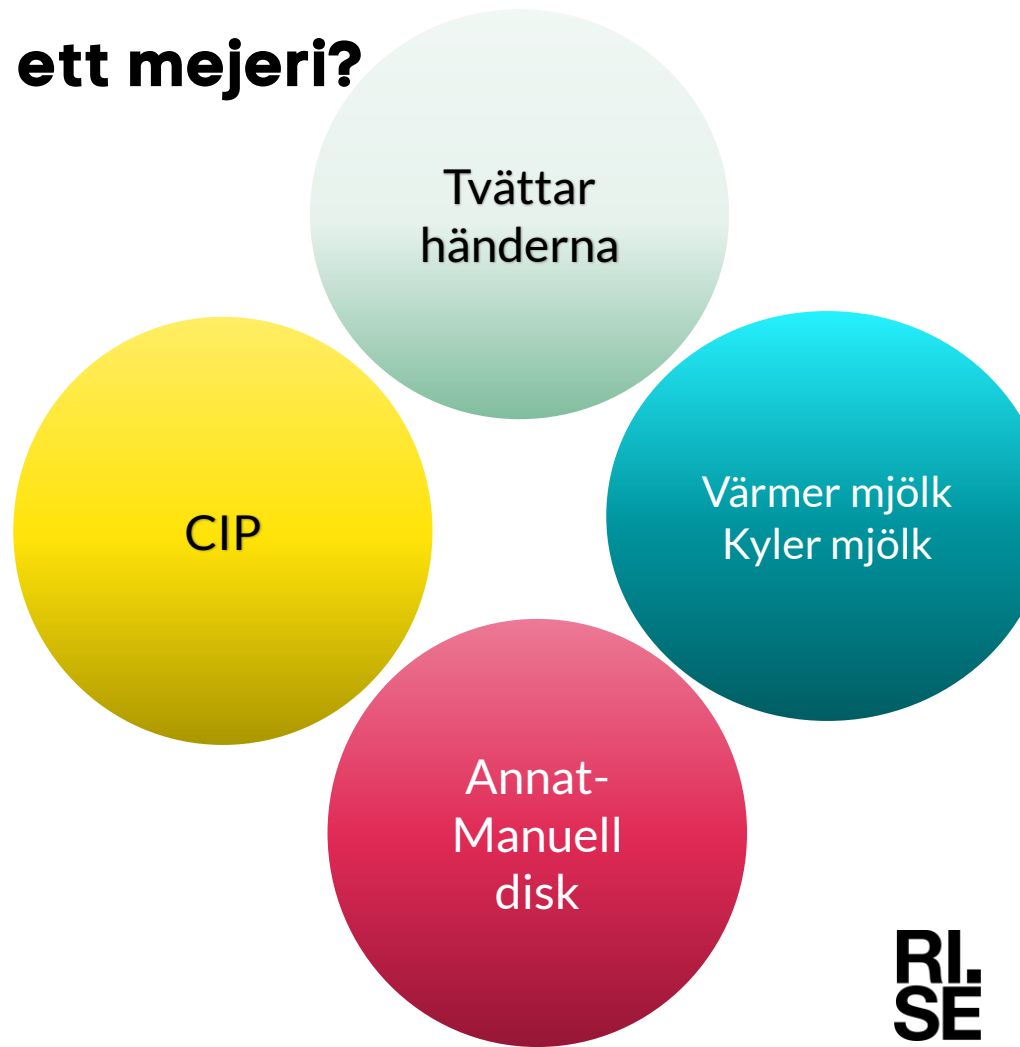 ett mejeri?
Tvättar
händerna
CIP
Värmer mjölk
Kyler mjölk
Annat-
Manuell
disk
RI.
SE